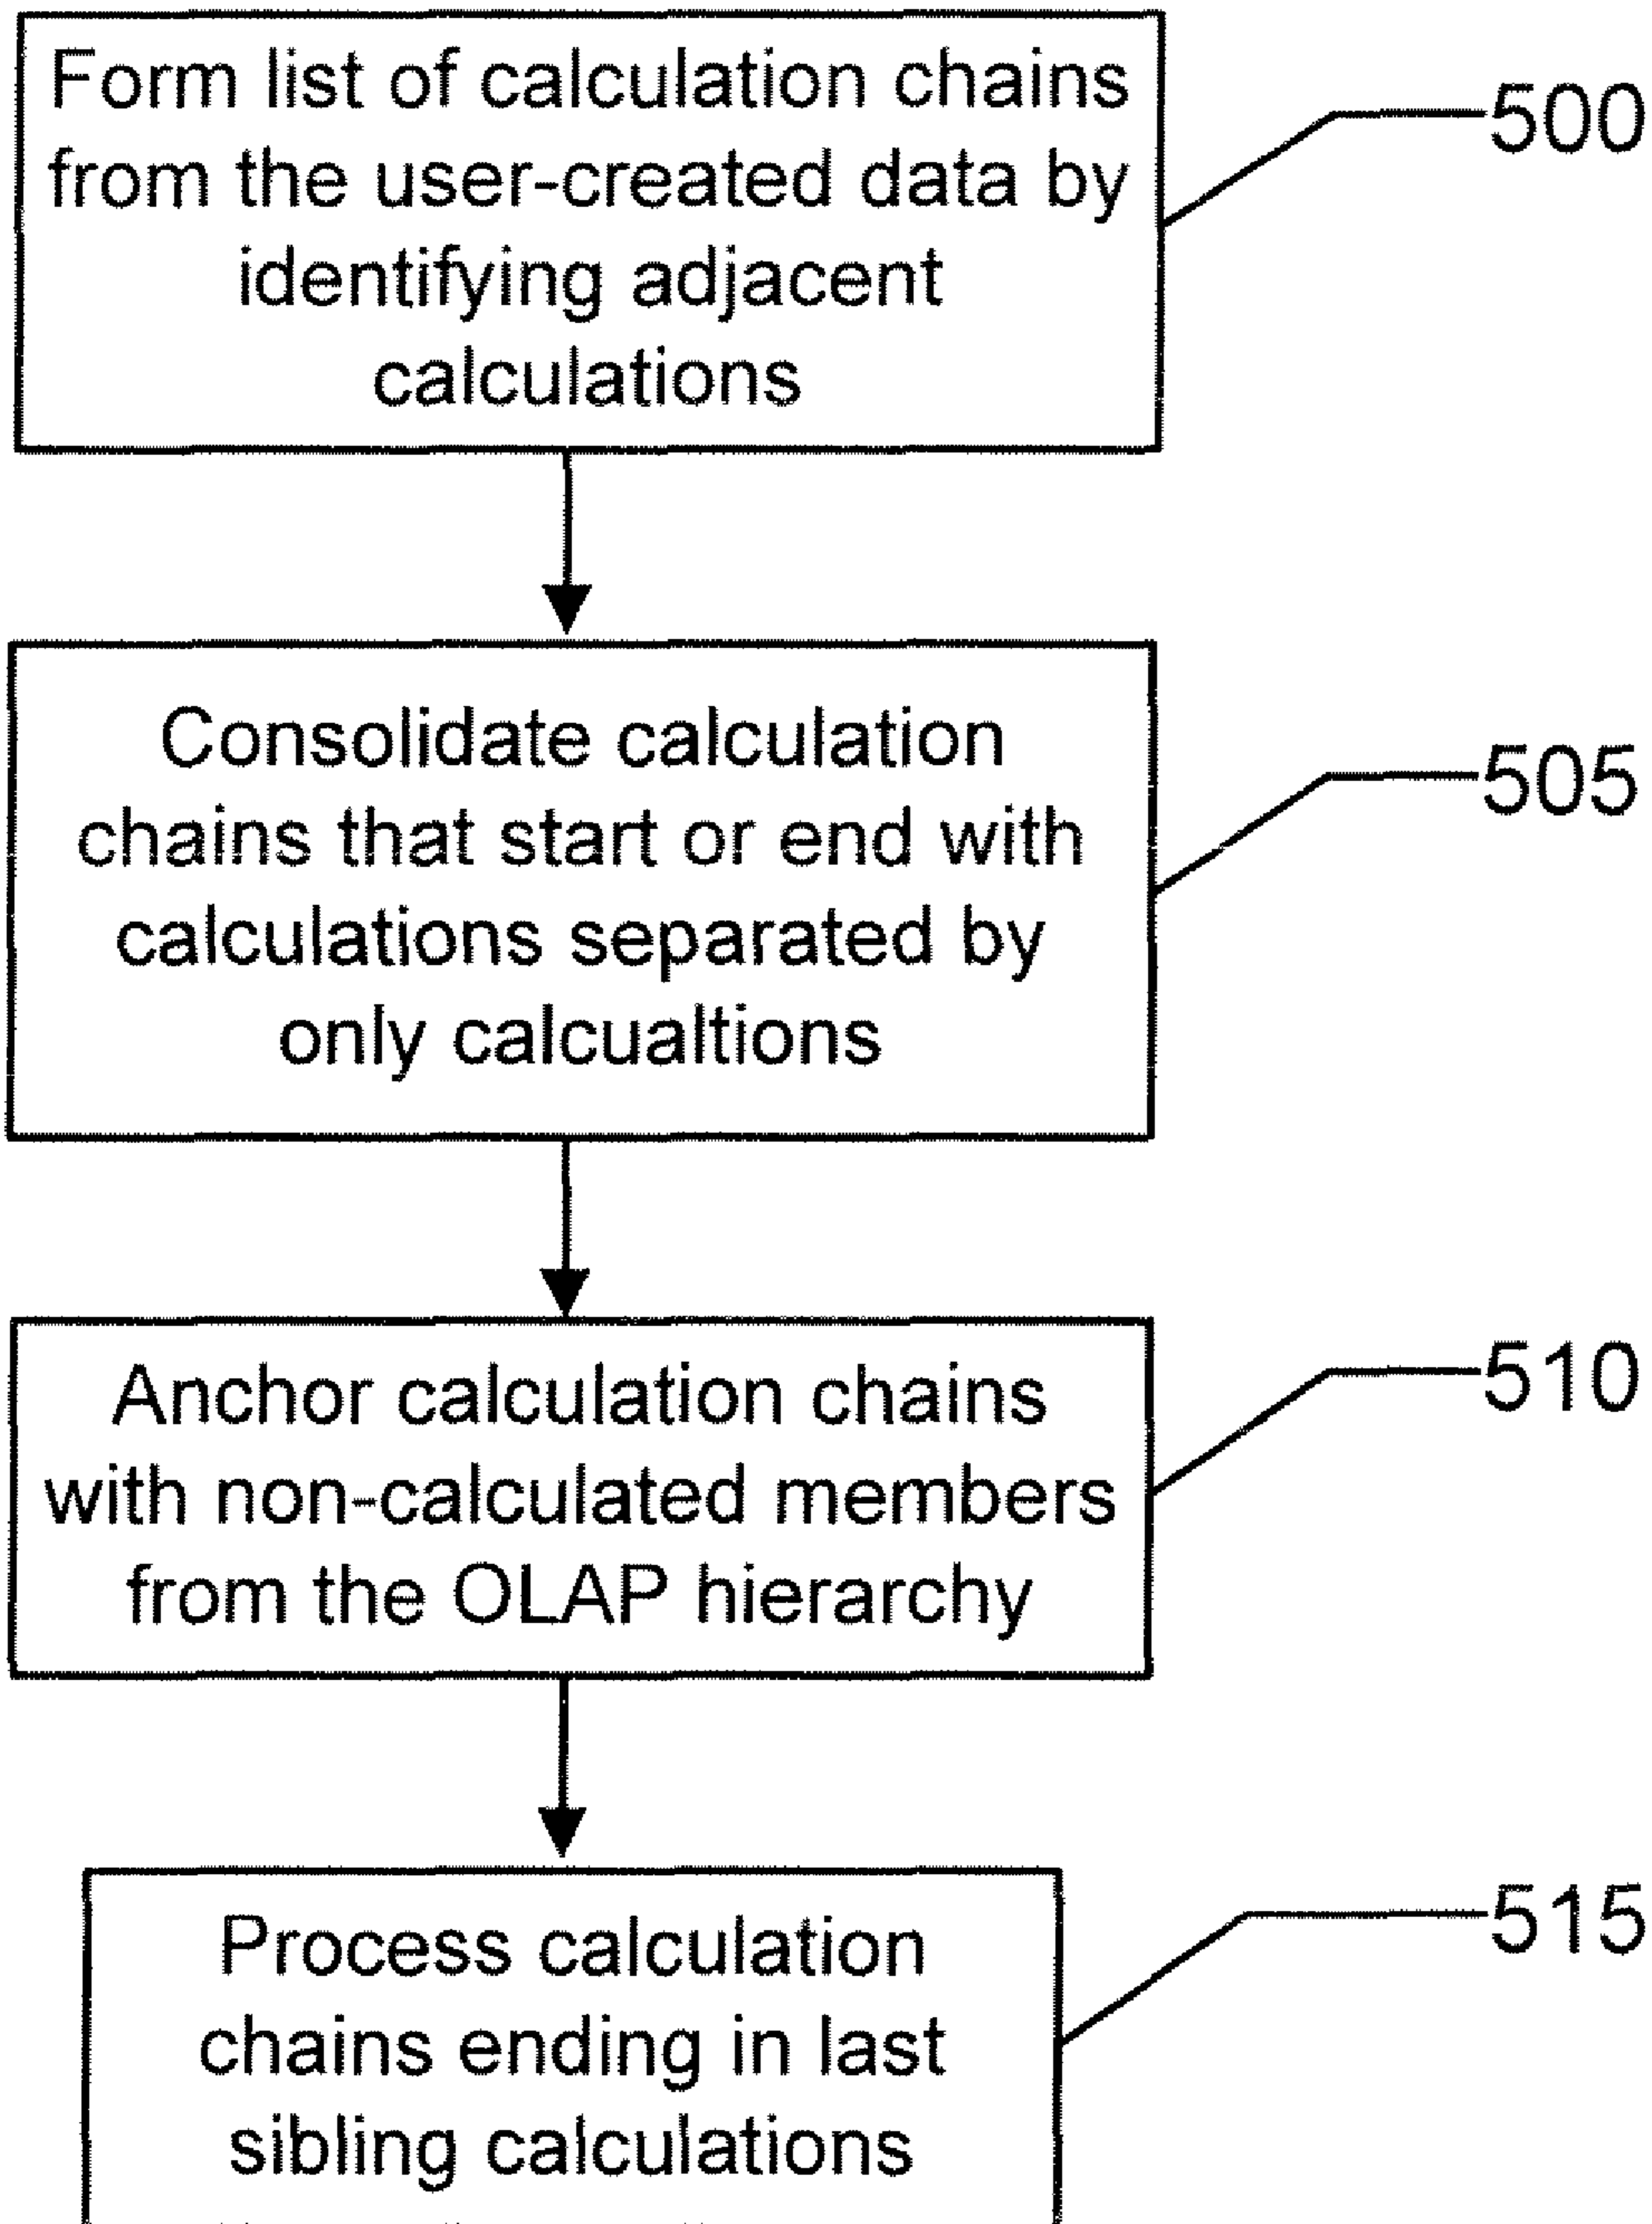 Form list of calculation chains
from the user-created data by
identifying adjacent
calculations
500
Consolidate calculation
chains that start or end with
calculations separated by
only calcualtions
505
Anchor calculation chains
with non-calculated members
from the OLAP hierarchy
510
Process calculation
chains ending in last
sibling calculations
515